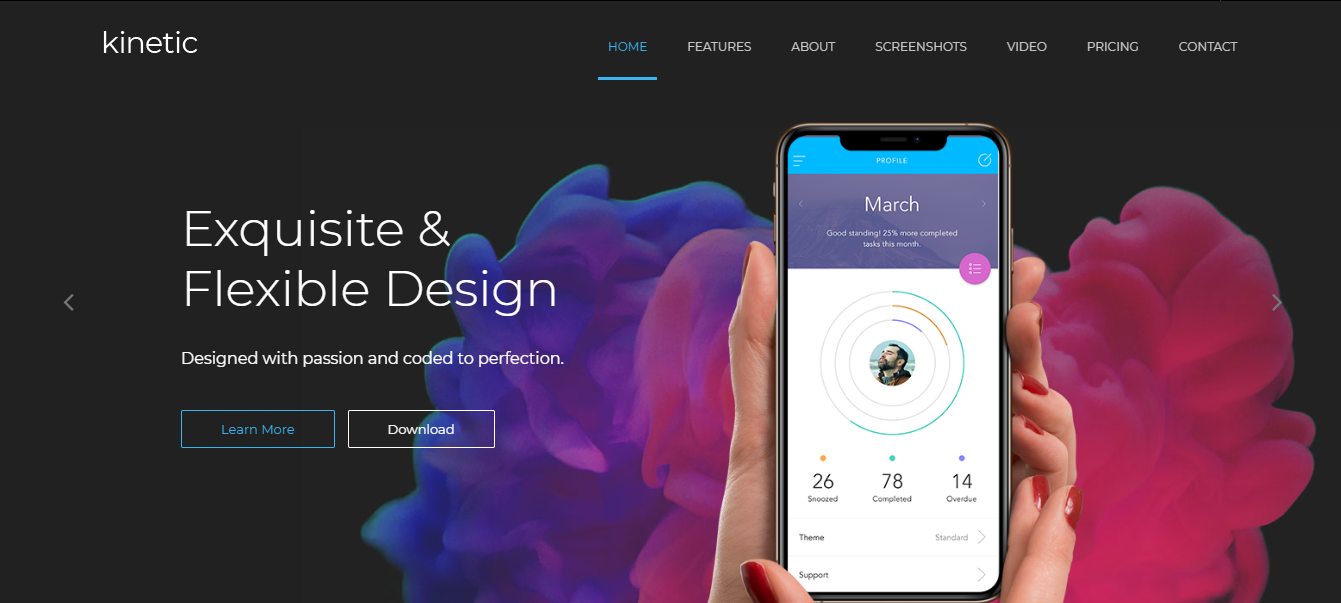 kinetic
HOME FEATURES ABOUT SCREENSHOTS VIDEO PRICING CONTACT
Exquisite &
Flexible Design
Designed with passion and coded to perfection.
Learn More Download
PROFILE
March
Good standing! 25% more completed
tasks this month.
26 78 14
Snoozed Completed Overdue
Theme Standard
Support